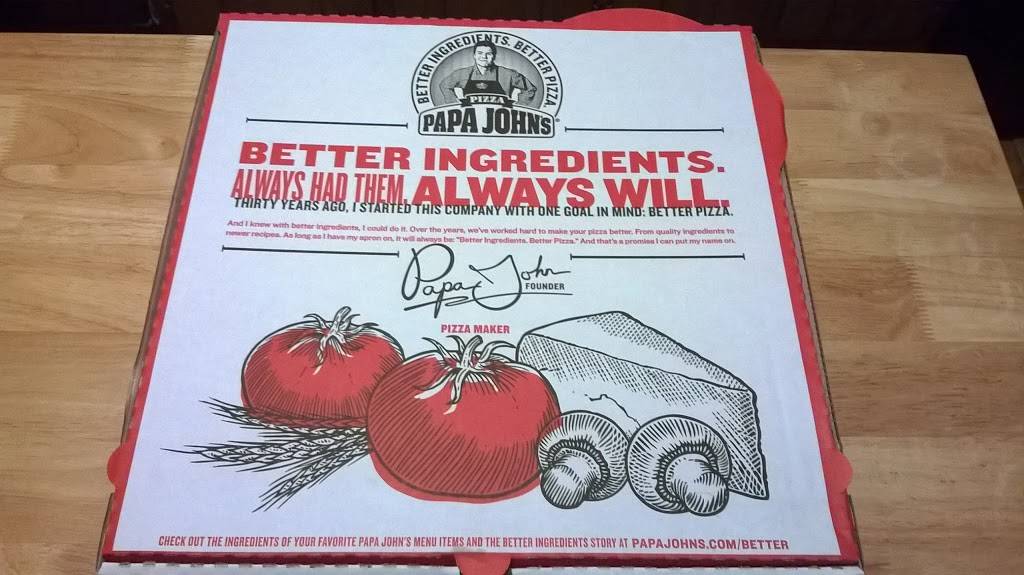 BETTER INGREDIENTS. BETTER PIZZA.
PIZZA
PAPA JOHN'S
BETTER INGREDIENTS.
ALWAYS HAD THEM. ALWAYS WILL.
THIRTY YEARS AGO, I STARTED THIS COMPANY WITH ONE GOAL IN MIND: BETTER PIZZA.
And I knew with better ingredients, I could do it. Over the years, we've worked hard to make your pizza better. From quality ingredients to
newer recipes. As long as I have my apron on, it will always be: "Better Ingredients. Better Pizza." And that's a promise I can put my name on.
Papa John
FOUNDER
PIZZA MAKER
CHECK OUT THE INGREDIENTS OF YOUR FAVORITE PAPA JOHN'S MENU ITEMS AND THE BETTER INGREDIENTS STORY AT PAPAJOHNS.COM/BETTER